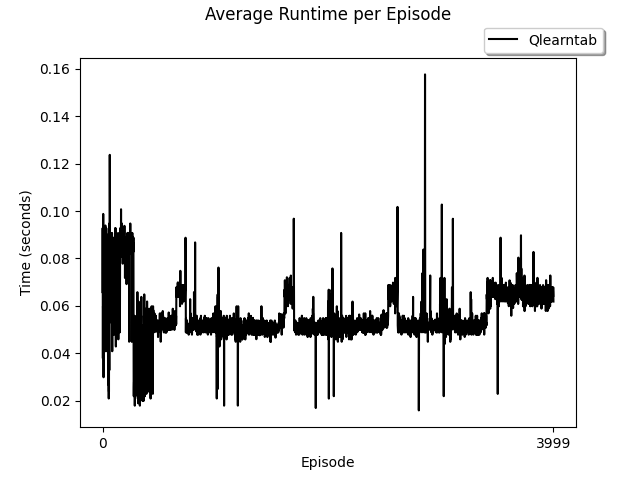 Average Runtime per Episode
Qlearntab
0.16
0.14
0.12
0.10
0.08
0.06
0.04
0.02
Time (seconds)
0
3999
Episode